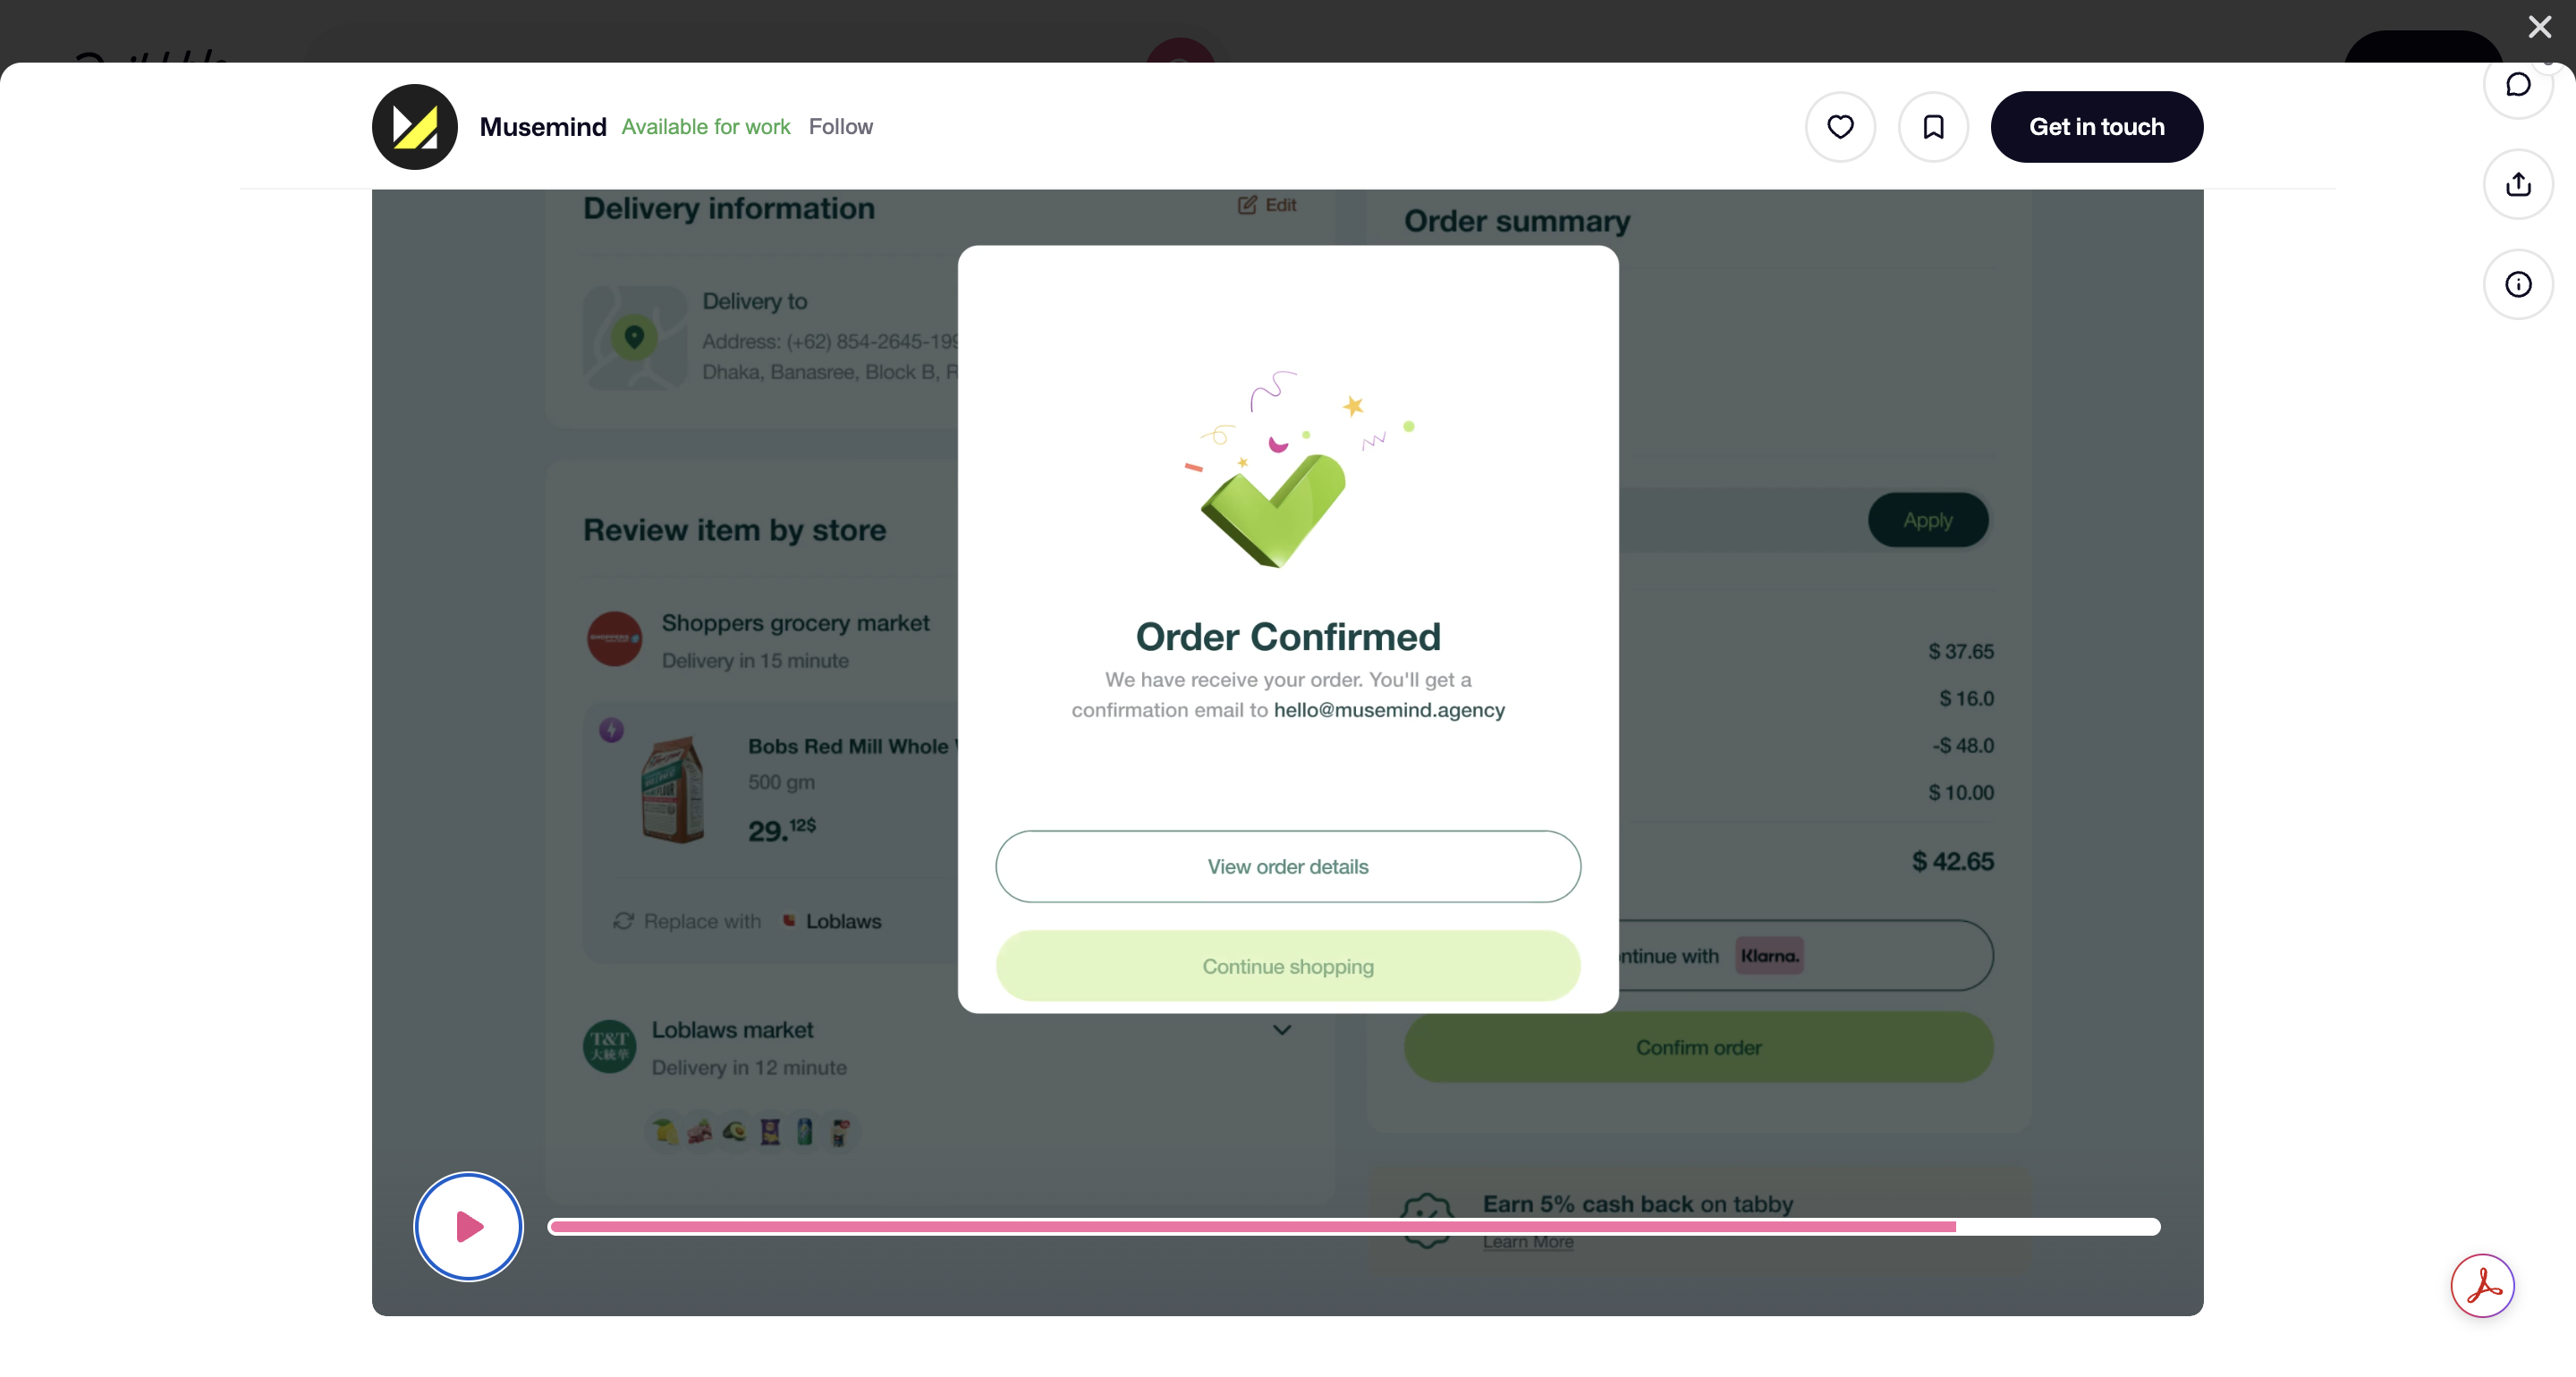 Musemind Available for work Follow
Get in touch
Delivery information
Edit
Order summary
Delivery to
Address: (+62) 854-2645-199
Dhaka, Banasree, Block B, R
Apply
Review item by store
Shoppers grocery market
Delivery in 15 minute
SHOPPERS
Order Confirmed
We have receive your order. You'll get a
confirmation email to hello@musemind.agency
$ 37.65
$ 16.0
-$ 48.0
$ 10.00
$ 42.65
Bobs Red Mill Whole
500 gm
29.12$
View order details
Replace with Loblaws
Continue shopping
ntinue with Klarna.
Loblaws market
Delivery in 12 minute
T&T
大統華
Confirm order
Earn 5% cash back on tabby
Learn More